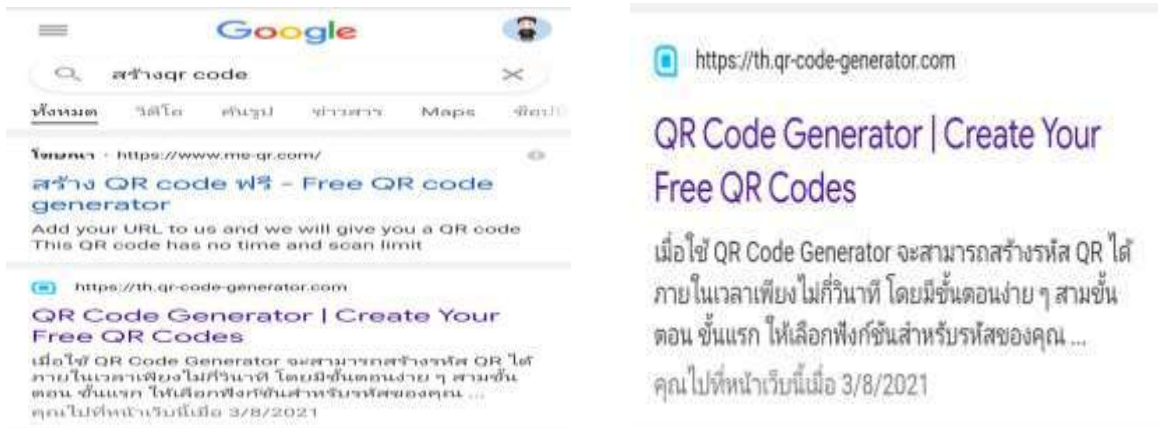 Google
สร้างqr code
ทั้งหมด วิดีโอ ค้นรูป ข่าวสาร Maps
โฆษณา · https://www.me-qr.com/
สร้าง QR code ฟรี - Free QR code
generator
Add your URL to us and we will give you a QR code
This QR code has no time and scan limit
https://th.qr-code-generator.com
QR Code Generator | Create Your
Free QR Codes
เมื่อใช้ QR Code Generator จะสามารถสร้างรหัส QR ได้
ภายในเวลาเพียงไม่กี่วินาที โดยมีขั้นตอนง่าย ๆ สามขั้น
ตอน ขั้นแรก ให้เลือกฟังก์ชันสำหรับรหัสของคุณ ...
คุณไปที่หน้าเว็บนี้เมื่อ 3/8/2021
https://th.qr-code-generator.com
QR Code Generator | Create Your
Free QR Codes
เมื่อใช้ QR Code Generator จะสามารถสร้างรหัส QR ได้
ภายในเวลาเพียงไม่กี่วินาที โดยมีขั้นตอนง่าย ๆ สามขั้น
ตอน ขั้นแรก ให้เลือกฟังก์ชันสำหรับรหัสของคุณ ...
คุณไปที่หน้าเว็บนี้เมื่อ 3/8/2021